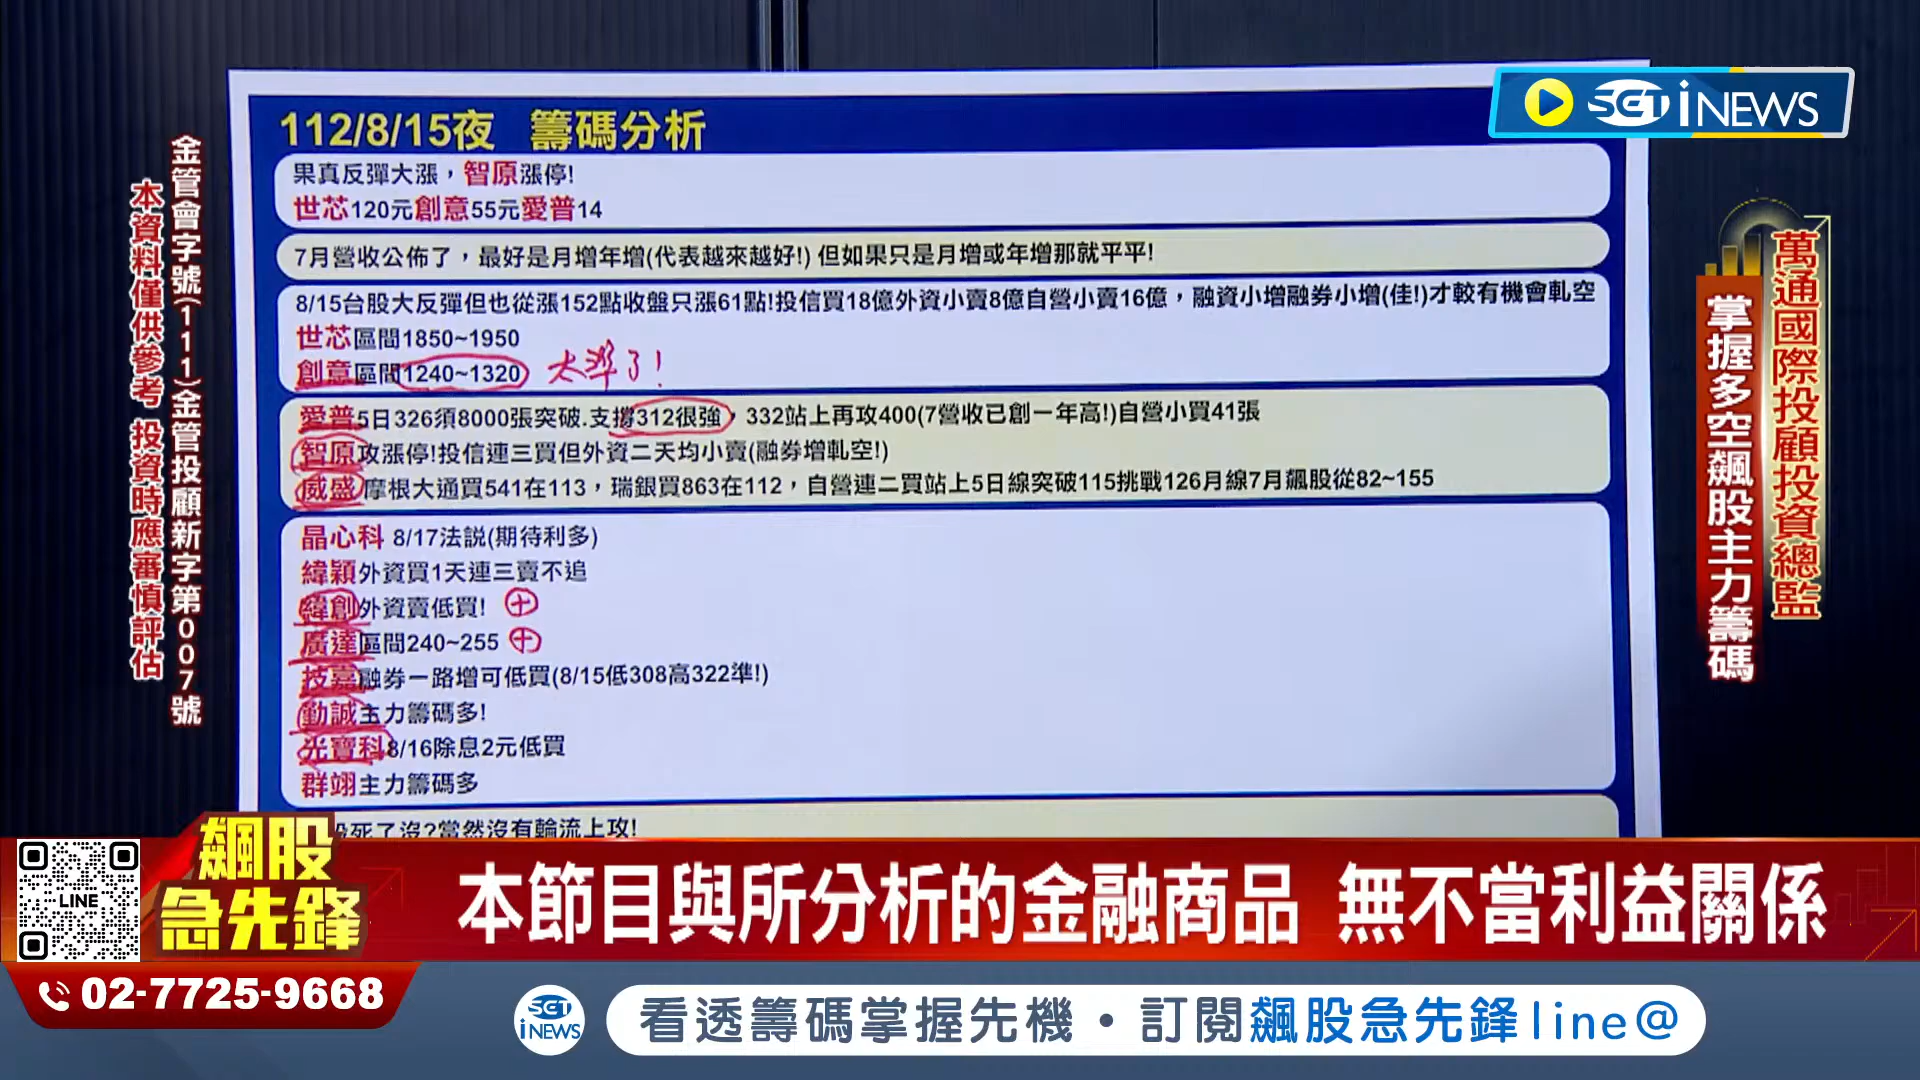 SET iNEWS
112/8/15夜 籌碼分析
果真反彈大漲，智原漲停!
世芯120元創意55元愛普14
7月營收公佈了，最好是月增年增(代表越來越好!) 但如果只是月增或年增那就平平!
8/15台股大反彈但也從漲152點收盤只漲61點!投信買18億外資小賣8億自營小賣16億，融資小增融券小增(佳!)才較有機會軋空
世芯區間1850~1950
創意區間1240~1320 太準了!
愛普5日326須8000張突破.支撐312很強，332站上再攻400(7營收已創一年高!)自營小買41張
智原攻漲停!投信連三買但外資二天均小賣(融券增軋空!)
威盛摩根大通買541在113，瑞銀買863在112，自營連二買站上5日線突破115挑戰126月線7月飆股從82~155
晶心科 8/17法說(期待利多)
緯穎外資買1天連三賣不追
緯創外資賣低買! ⊕
廣達區間240~255 ⊕
技嘉融券一路增可低買(8/15低308高322準!)
勤誠主力籌碼多!
光寶科8/16除息2元低買
群翊主力籌碼多
股死了沒?當然沒有輪流上攻!
金管會字號(111)金管投顧新字第007號
本資料僅供參考 投資時應審慎評估
萬通國際投顧投資總監
掌握多空飆股主力籌碼
LINE
飆股
急先鋒
本節目與所分析的金融商品 無不當利益關係
02-7725-9668
SET
iNEWS
看透籌碼掌握先機・訂閱飆股急先鋒line@